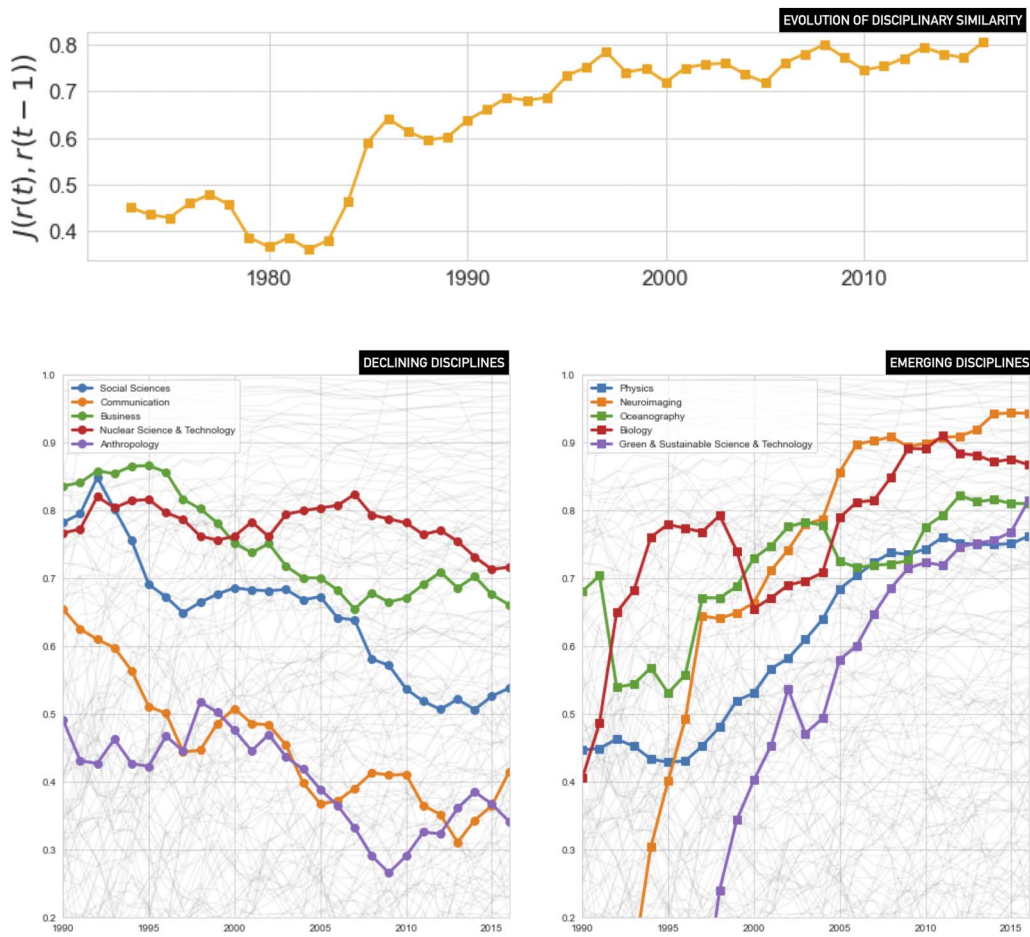 EVOLUTION OF DISCIPLINARY SIMILARITY
J(r(t), r(t − 1))
0.8
0.7
0.6
0.5
0.4
1980 1990 2000 2010
DECLINING DISCIPLINES
1.0
0.9
0.8
0.7
0.6
0.5
0.4
0.3
0.2
Social Sciences
Communication
Business
Nuclear Science & Technology
Anthropology
1990 1995 2000 2005 2010 2015
EMERGING DISCIPLINES
1.0
0.9
0.8
0.7
0.6
0.5
0.4
0.3
0.2
Physics
Neuroimaging
Oceanography
Biology
Green & Sustainable Science & Technology
1990 1995 2000 2005 2010 2015